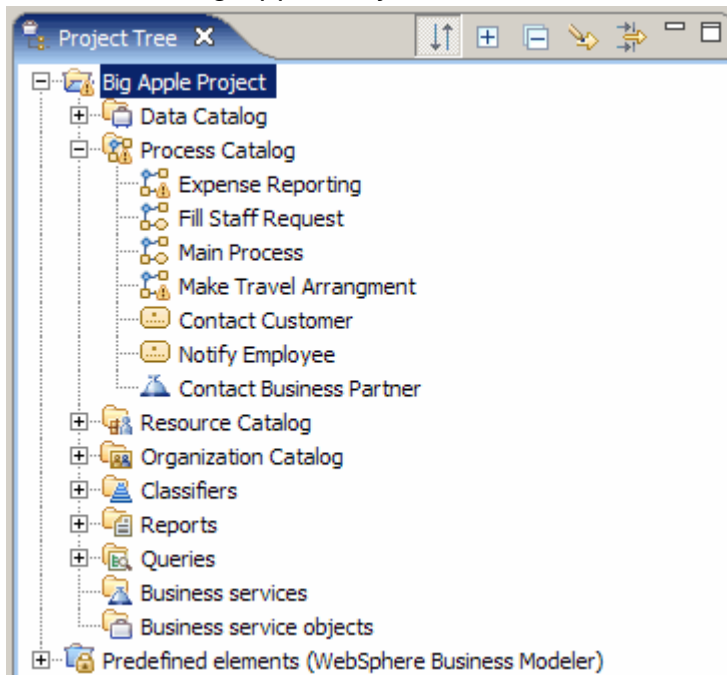 Project Tree
Big Apple Project
Data Catalog
Process Catalog
Expense Reporting
Fill Staff Request
Main Process
Make Travel Arrangment
Contact Customer
Notify Employee
Contact Business Partner
Resource Catalog
Organization Catalog
Classifiers
Reports
Queries
Business services
Business service objects
Predefined elements (WebSphere Business Modeler)